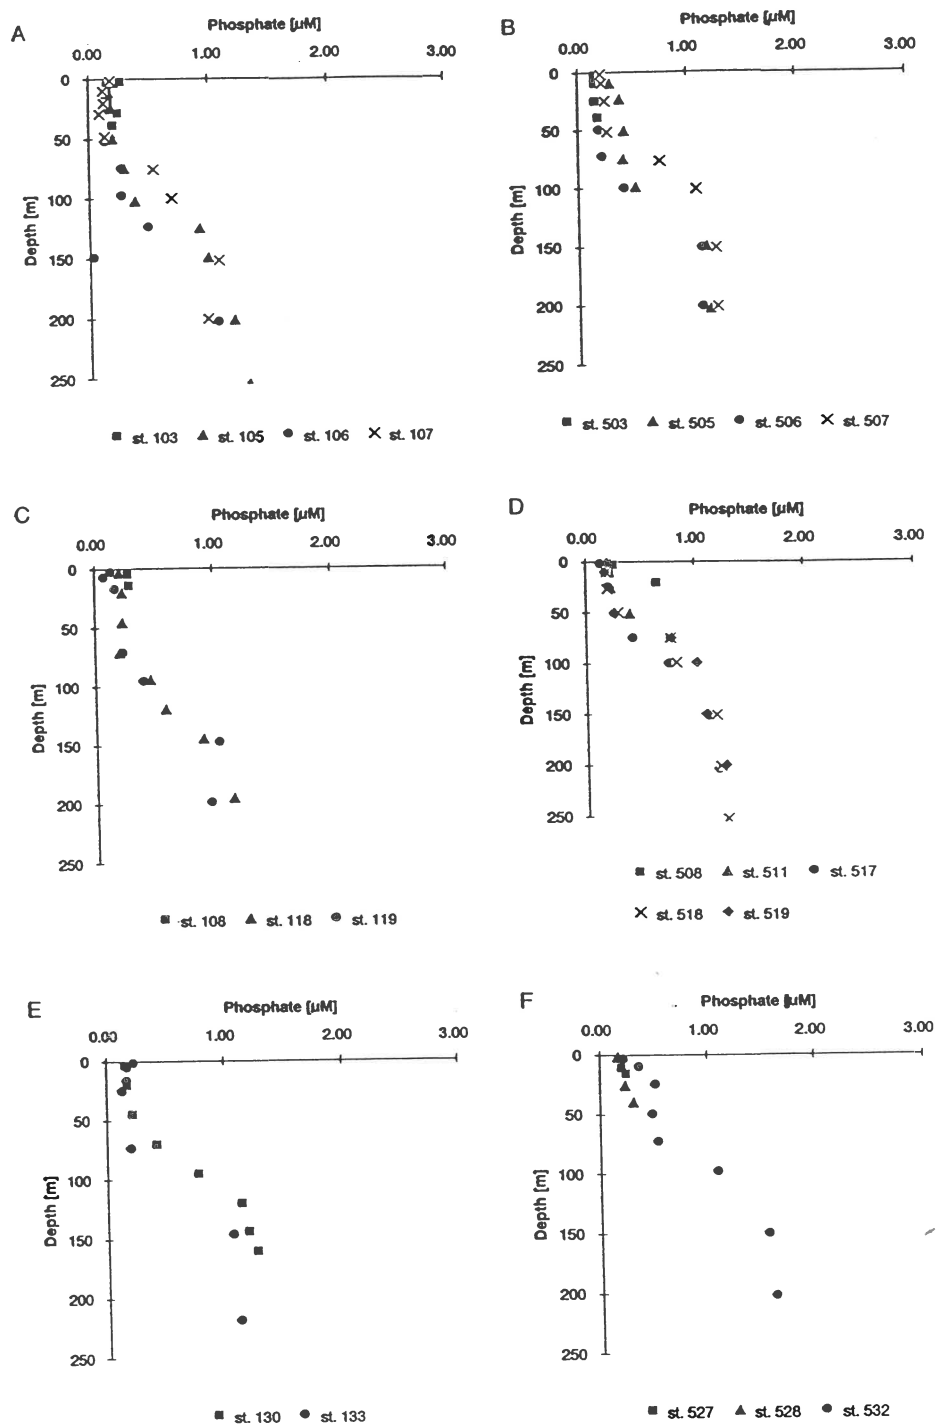 A
Phosphate [µM]
0.00 1.00 2.00 3.00
0
50
100
150
200
250
Depth [m]
st. 103 st. 105 st. 106 st. 107
B
Phosphate [µM]
0.00 1.00 2.00 3.00
0
50
100
150
200
250
Depth [m]
st. 503 st. 505 st. 506 st. 507
C
Phosphate [µM]
0.00 1.00 2.00 3.00
0
50
100
150
200
250
Depth [m]
st. 108 st. 118 st. 119
D
Phosphate [µM]
0.00 1.00 2.00 3.00
0
50
100
150
200
250
Depth [m]
st. 508 st. 511 st. 517
st. 518 st. 519
E
Phosphate [µM]
0.00 1.00 2.00 3.00
0
50
100
150
200
250
Depth [m]
st. 130 st. 133
F
Phosphate [µM]
0.00 1.00 2.00 3.00
0
50
100
150
200
250
Depth [m]
st. 527 st. 528 st. 532